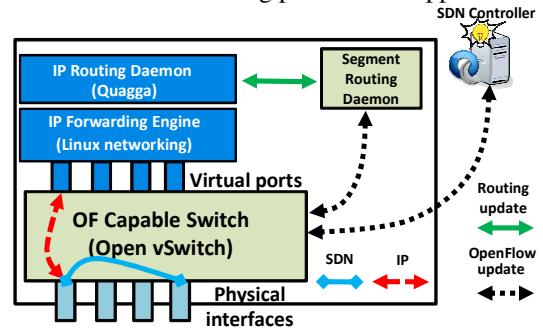 SDN Controller
IP Routing Daemon
(Quagga)
Segment
Routing
Daemon
IP Forwarding Engine
(Linux networking)
Virtual ports
OF Capable Switch
(Open vSwitch)
SDN
IP
Physical
interfaces
Routing
update
OpenFlow
update